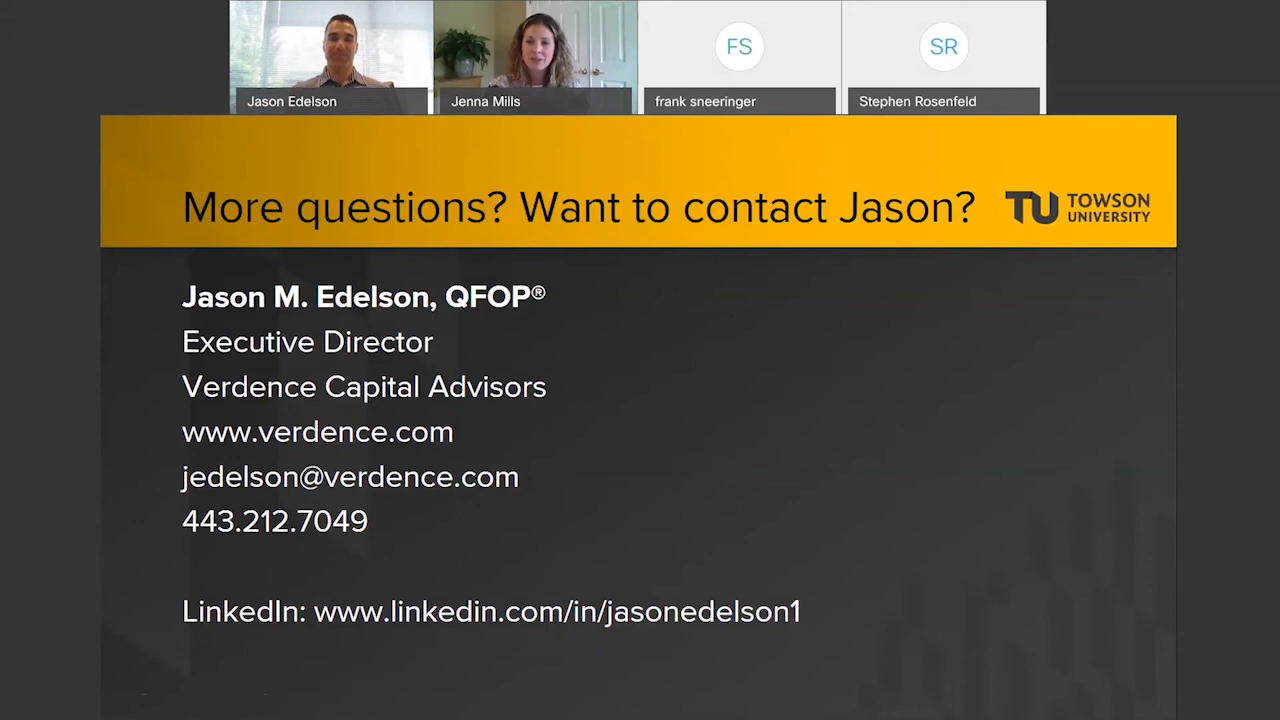 FS
SR
Jason Edelson
Jenna Mills
frank sneeringer
Stephen Rosenfeld
More questions? Want to contact Jason?
TU TOWSON
UNIVERSITY
Jason M. Edelson, QFOP®
Executive Director
Verdence Capital Advisors
www.verdence.com
jedelson@verdence.com
443.212.7049
LinkedIn: www.linkedin.com/in/jasonedelson1